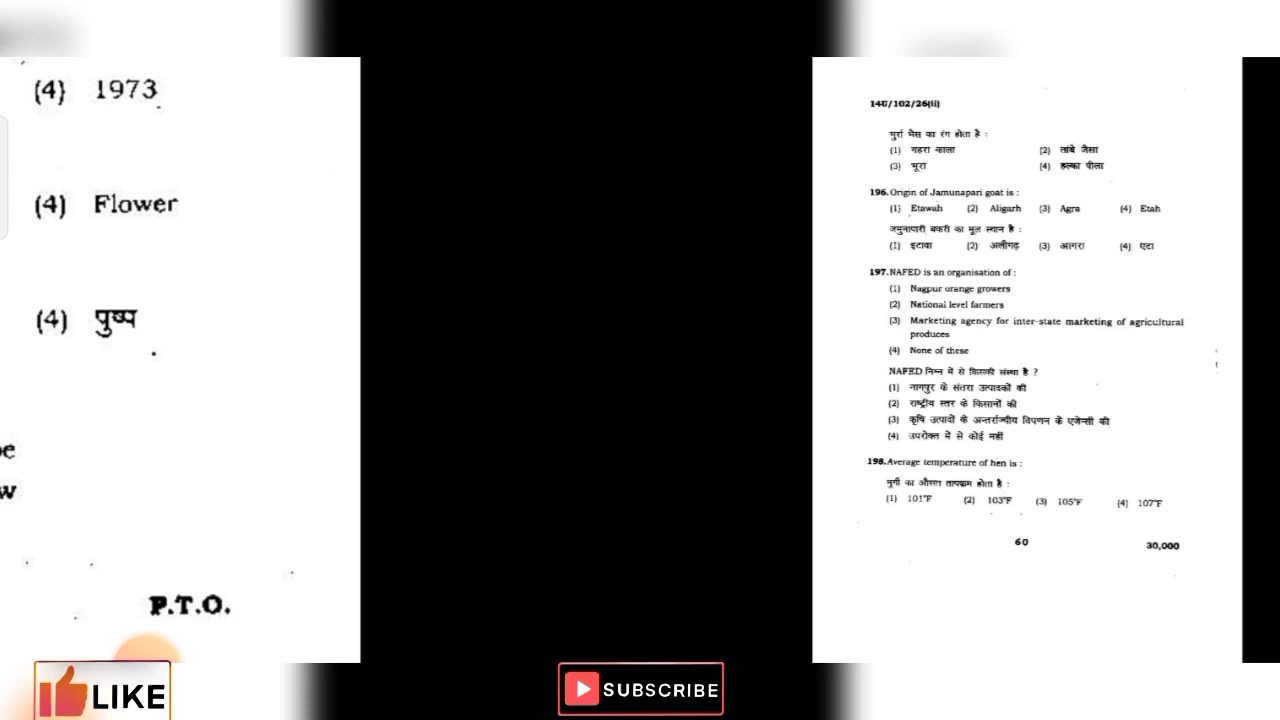 (4) 1973
(4) Flower
(4) पुष्प
P.T.O.
14U/102/26(ii)
मुर्रा भैंस का रंग होता है :
(1) गहरा काला (2) तांबे जैसा
(3) भूरा (4) हल्का पीला
196. Origin of Jamunapari goat is :
(1) Etawah (2) Aligarh (3) Agra (4) Etah
जमुनापारी बकरी का मूल स्थान है :
(1) इटावा (2) अलीगढ़ (3) आगरा (4) एटा
197. NAFED is an organisation of :
(1) Nagpur orange growers
(2) National level farmers
(3) Marketing agency for inter-state marketing of agricultural
produces
(4) None of these
NAFED निम्न में से किसकी संस्था है ?
(1) नागपुर के संतरा उत्पादकों की
(2) राष्ट्रीय स्तर के किसानों की
(3) कृषि उत्पादों के अन्तर्राज्यीय विपणन के एजेन्सी की
(4) उपरोक्त में से कोई नहीं
198. Average temperature of hen is :
मुर्गी का औसत तापक्रम होता है :
(1) 101°F (2) 103°F (3) 105°F (4) 107°F
60 30,000
LIKE
SUBSCRIBE